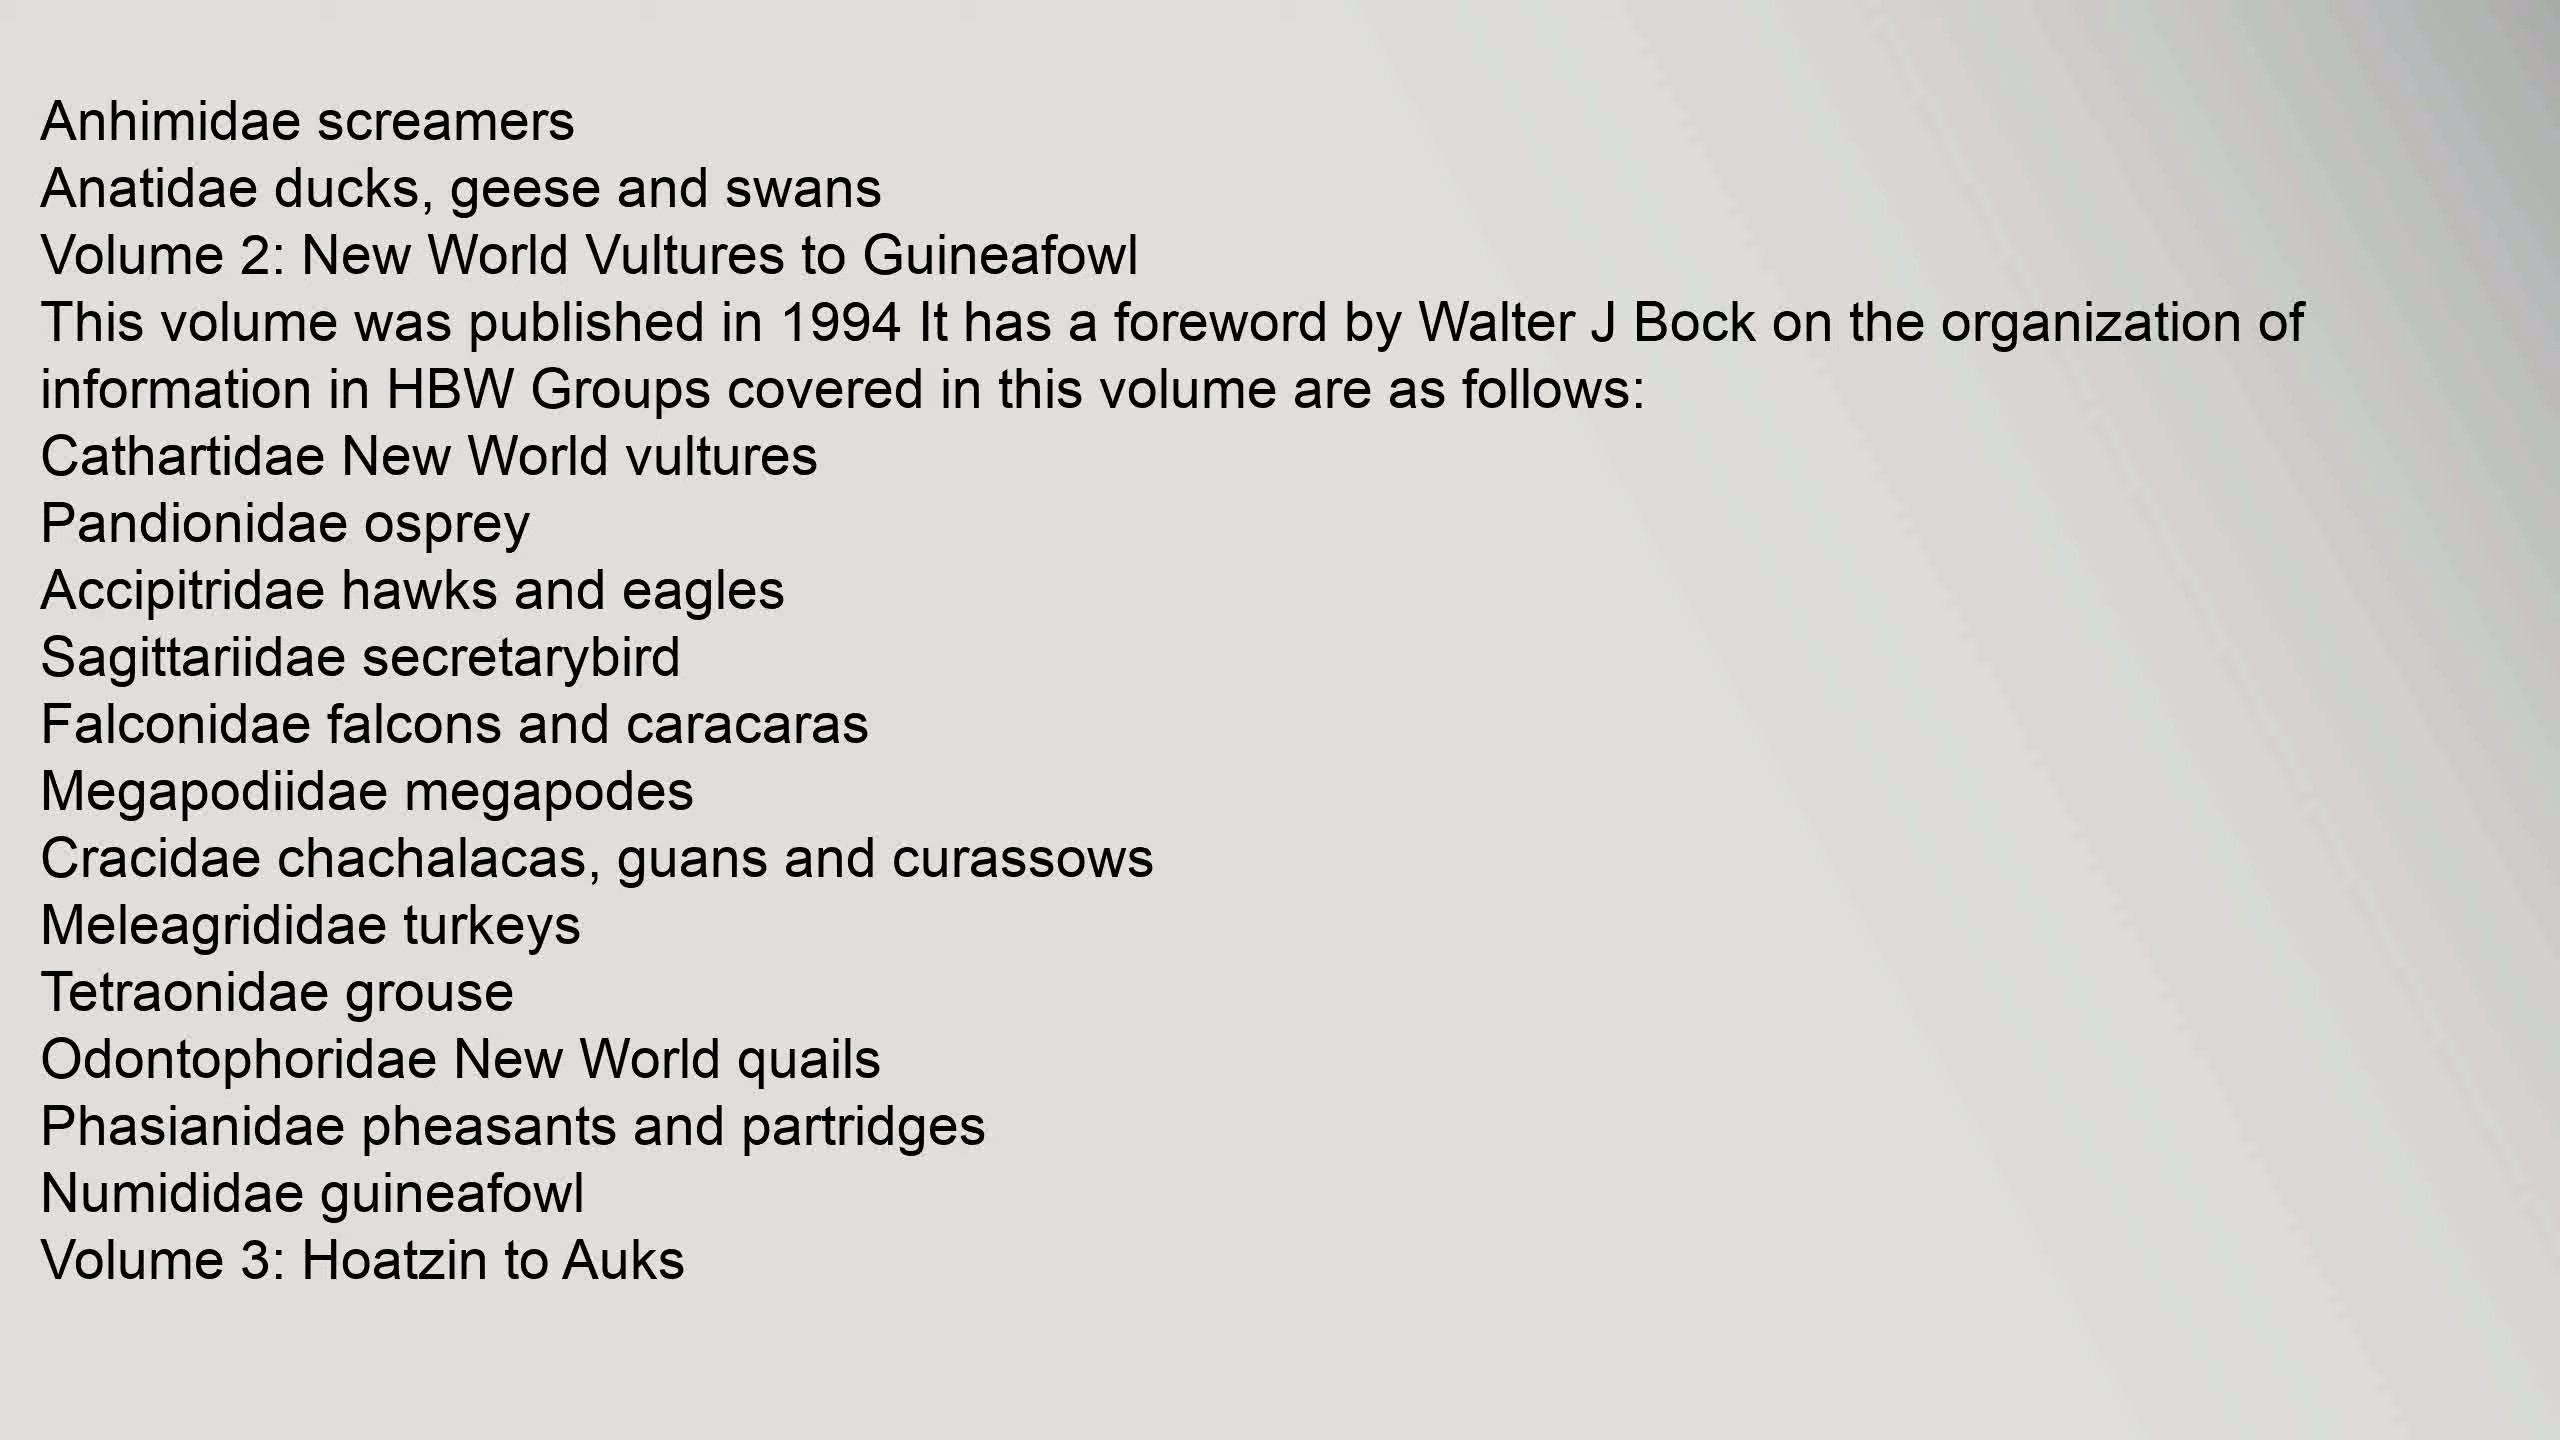 Anhimidae screamers
Anatidae ducks, geese and swans
Volume 2: New World Vultures to Guineafowl
This volume was published in 1994 It has a foreword by Walter J Bock on the organization of
information in HBW Groups covered in this volume are as follows:
Cathartidae New World vultures
Pandionidae osprey
Accipitridae hawks and eagles
Sagittariidae secretarybird
Falconidae falcons and caracaras
Megapodiidae megapodes
Cracidae chachalacas, guans and curassows
Meleagrididae turkeys
Tetraonidae grouse
Odontophoridae New World quails
Phasianidae pheasants and partridges
Numididae guineafowl
Volume 3: Hoatzin to Auks